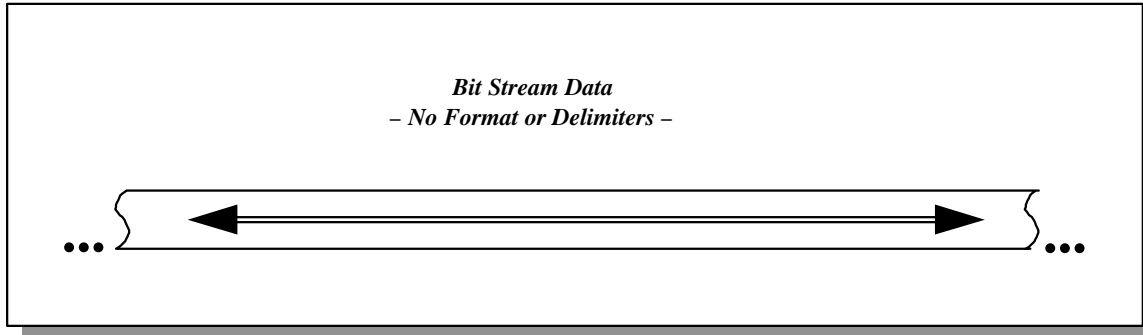 Bit Stream Data
– No Format or Delimiters –